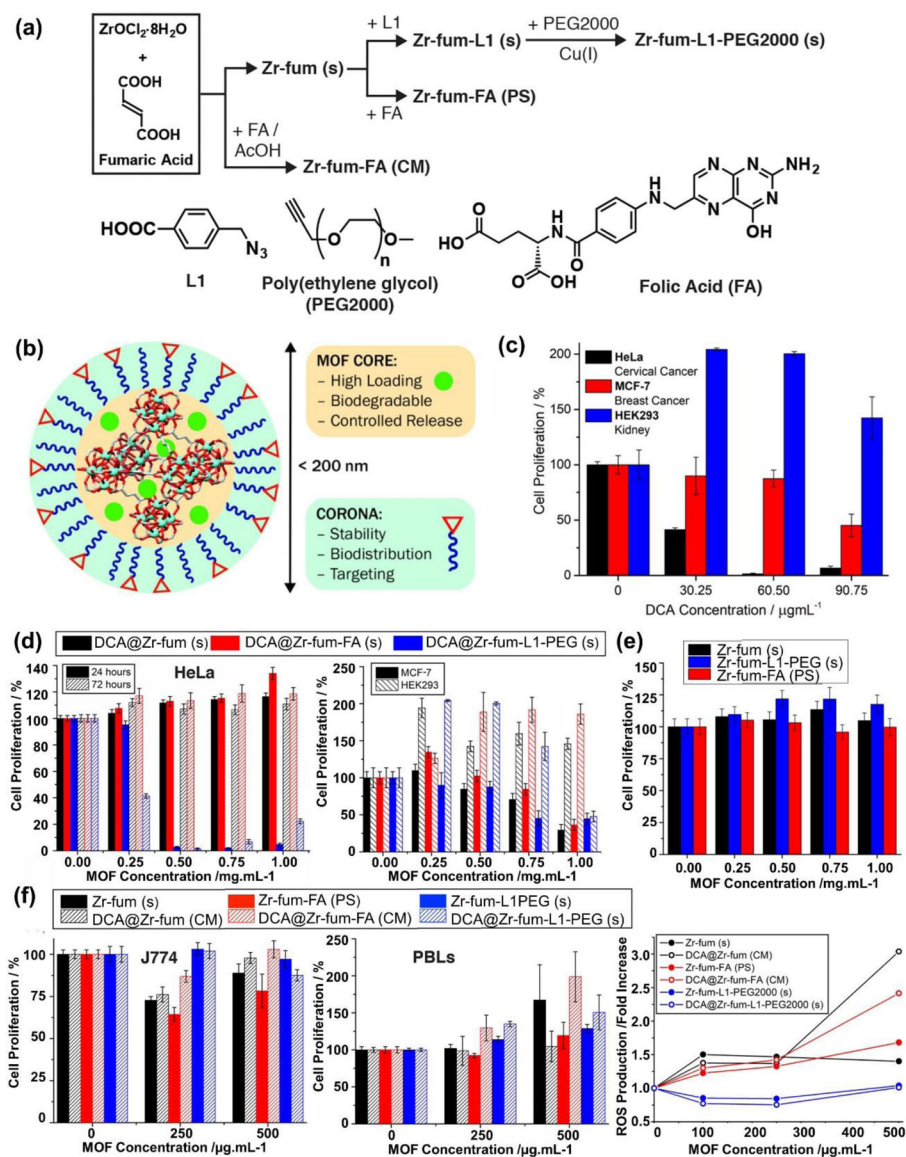 (a)
ZrOCl2·8H2O
+
COOH
COOH
Fumaric Acid
Zr-fum (s)
+ L1
Zr-fum-L1 (s)
+ PEG2000
Cu(I)
Zr-fum-L1-PEG2000 (s)
+ FA
Zr-fum-FA (PS)
+ FA /
AcOH
Zr-fum-FA (CM)
HOOC
N3
L1
O
O
n
Poly(ethylene glycol)
(PEG2000)
HO
O
O
OH
N
H
O
H
N
N
N
N
N
NH2
OH
Folic Acid (FA)
(b)
MOF CORE:
– High Loading
– Biodegradable
– Controlled Release
< 200 nm
CORONA:
– Stability
– Biodistribution
– Targeting
(c)
HeLa
Cervical Cancer
MCF-7
Breast Cancer
HEK293
Kidney
Cell Proliferation / %
200
150
100
50
0
0 30.25 60.50 90.75
DCA Concentration / μgmL-1
(d)
DCA@Zr-fum (s) DCA@Zr-fum-FA (s) DCA@Zr-fum-L1-PEG (s)
24 hours
72 hours
HeLa
Cell Proliferation / %
140
120
100
80
60
40
20
0
0.00 0.25 0.50 0.75 1.00
MOF Concentration /mg.mL-1
MCF-7
HEK293
Cell Proliferation / %
250
200
150
100
50
0
0.00 0.25 0.50 0.75 1.00
MOF Concentration /mg.mL-1
(e)
Zr-fum (s)
Zr-fum-L1-PEG (s)
Zr-fum-FA (PS)
Cell Proliferation / %
150
125
100
75
50
25
0
0.00 0.25 0.50 0.75 1.00
MOF Concentration /mg.mL-1
(f)
Zr-fum (s) Zr-fum-FA (PS) Zr-fum-L1PEG (s)
DCA@Zr-fum (CM) DCA@Zr-fum-FA (CM) DCA@Zr-fum-L1-PEG (s)
J774
Cell Proliferation / %
100
75
50
25
0
0 250 500
MOF Concentration /μg.mL-1
PBLs
Cell Proliferation / %
250
200
150
100
50
0
0 250 500
MOF Concentration /μg.mL-1
Zr-fum (s)
DCA@Zr-fum (CM)
Zr-fum-FA (PS)
DCA@Zr-fum-FA (CM)
Zr-fum-L1-PEG2000 (s)
DCA@Zr-fum-L1-PEG2000 (s)
ROS Production /Fold Increase
3.0
2.5
2.0
1.5
1.0
0.5
0 100 200 300 400 500
MOF Concentration /μg.mL-1